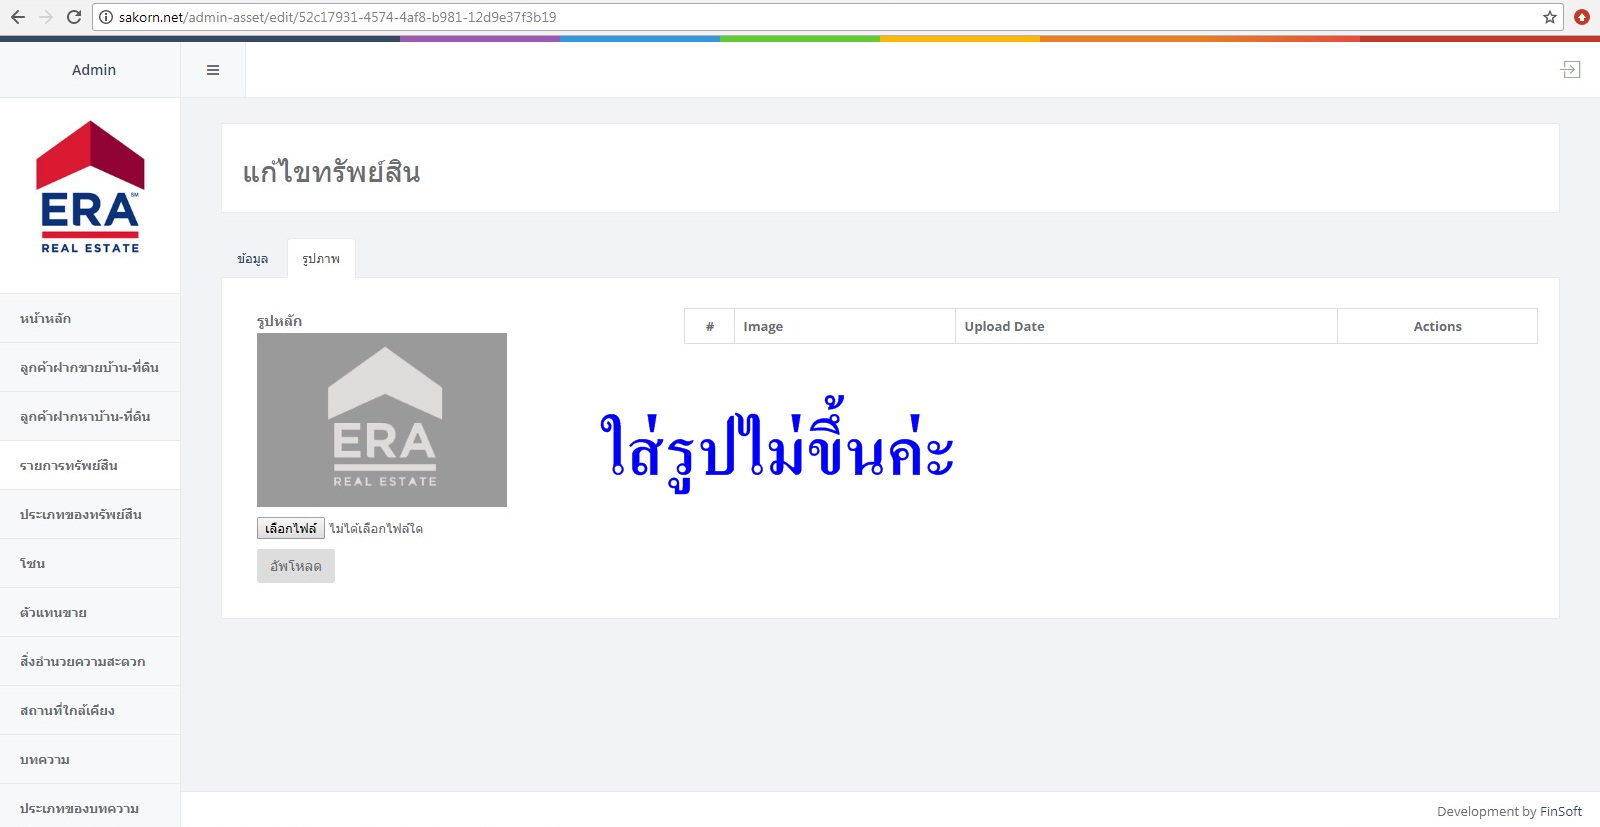 sakorn.net/admin-asset/edit/52c17931-4574-4af8-b981-12d9e37f3b19
Admin
ERA SM
REAL ESTATE
หน้าหลัก
ลูกค้าฝากขายบ้าน-ที่ดิน
ลูกค้าฝากหาบ้าน-ที่ดิน
รายการทรัพย์สิน
ประเภทของทรัพย์สิน
โซน
ตัวแทนขาย
สิ่งอำนวยความสะดวก
สถานที่ใกล้เคียง
บทความ
ประเภทของบทความ
แก้ไขทรัพย์สิน
ข้อมูล รูปภาพ
รูปหลัก
ERA
REAL ESTATE
เลือกไฟล์ ไม่ได้เลือกไฟล์ใด
อัพโหลด
# Image Upload Date Actions
ใส่รูปไม่ขึ้นค่ะ
Development by FinSoft